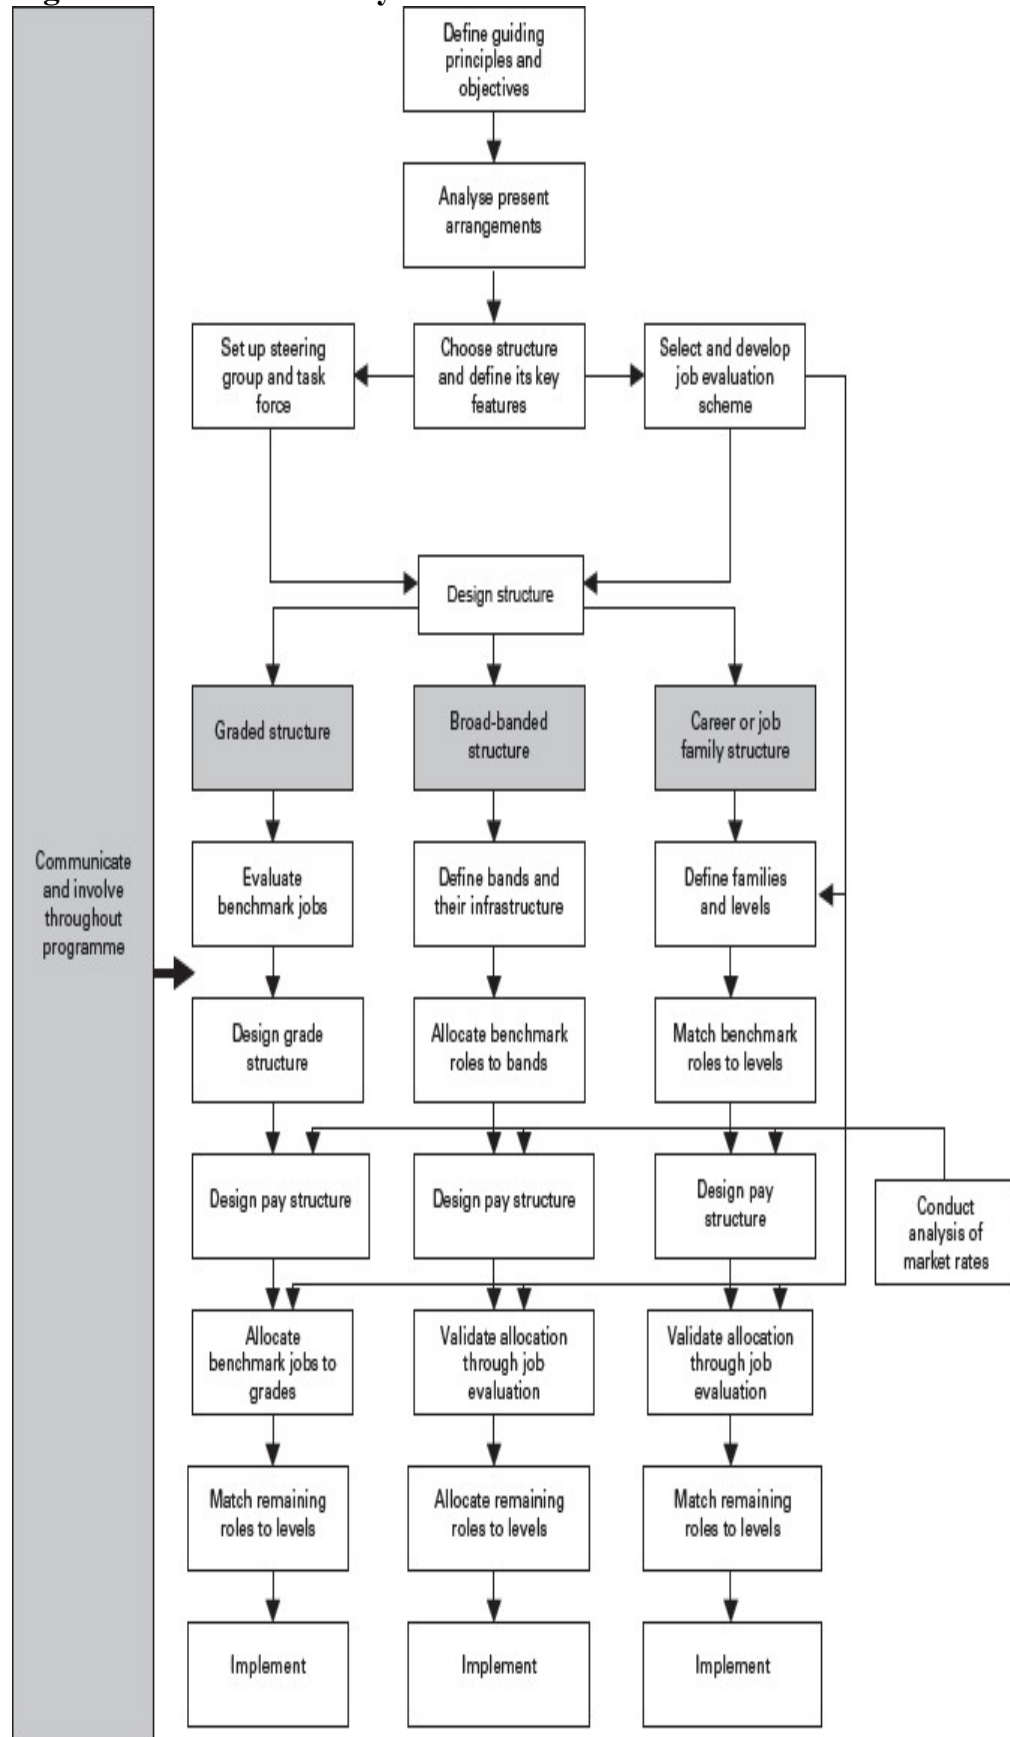 Define guiding
principles and
objectives
Analyse present
arrangements
Set up steering
group and task
force
Choose structure
and define its key
features
Select and develop
job evaluation
scheme
Design structure
Graded structure
Broad-banded
structure
Career or job
family structure
Communicate
and involve
throughout
programme
Evaluate
benchmark jobs
Define bands and
their infrastructure
Define families
and levels
Design grade
structure
Allocate benchmark
roles to bands
Match benchmark
roles to levels
Design pay structure
Design pay structure
Design pay
structure
Conduct
analysis of
market rates
Allocate
benchmark jobs to
grades
Validate allocation
through job
evaluation
Validate allocation
through job
evaluation
Match remaining
roles to levels
Allocate remaining
roles to levels
Match remaining
roles to levels
Implement
Implement
Implement